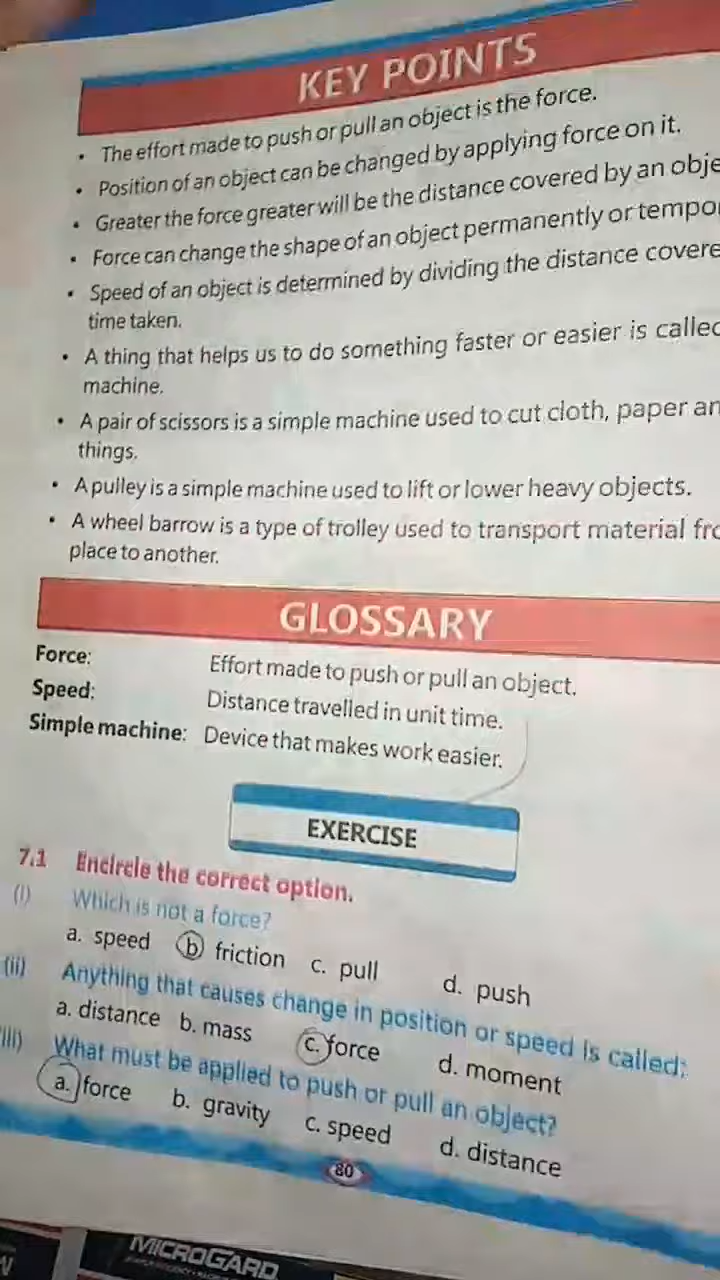 KEY POINTS
• The effort made to push or pull an object is the force.
• Position of an object can be changed by applying force on it.
• Greater the force greater will be the distance covered by an obje
• Force can change the shape of an object permanently or tempo
• Speed of an object is determined by dividing the distance covere
time taken.
• A thing that helps us to do something faster or easier is called
machine.
• A pair of scissors is a simple machine used to cut cloth, paper an
things.
• A pulley is a simple machine used to lift or lower heavy objects.
• A wheel barrow is a type of trolley used to transport material fro
place to another.
GLOSSARY
Force: Effort made to push or pull an object.
Speed: Distance travelled in unit time.
Simple machine: Device that makes work easier.
EXERCISE
7.1 Encircle the correct option.
(i) Which is not a force?
a. speed b friction c. pull d. push
(ii) Anything that causes change in position or speed is called:
a. distance b. mass c. force d. moment
(iii) What must be applied to push or pull an object?
a. force b. gravity c. speed d. distance
80
MICROGARD